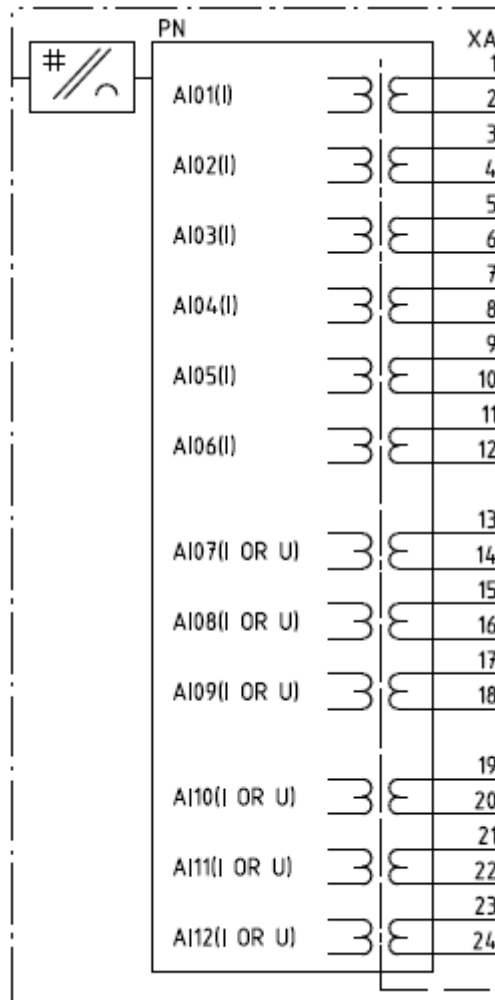 PN
XA
#
1
AI01(I)
2
3
AI02(I)
4
5
AI03(I)
6
7
AI04(I)
8
9
AI05(I)
10
11
AI06(I)
12
13
AI07(I OR U)
14
15
AI08(I OR U)
16
17
AI09(I OR U)
18
19
AI10(I OR U)
20
21
AI11(I OR U)
22
23
AI12(I OR U)
24